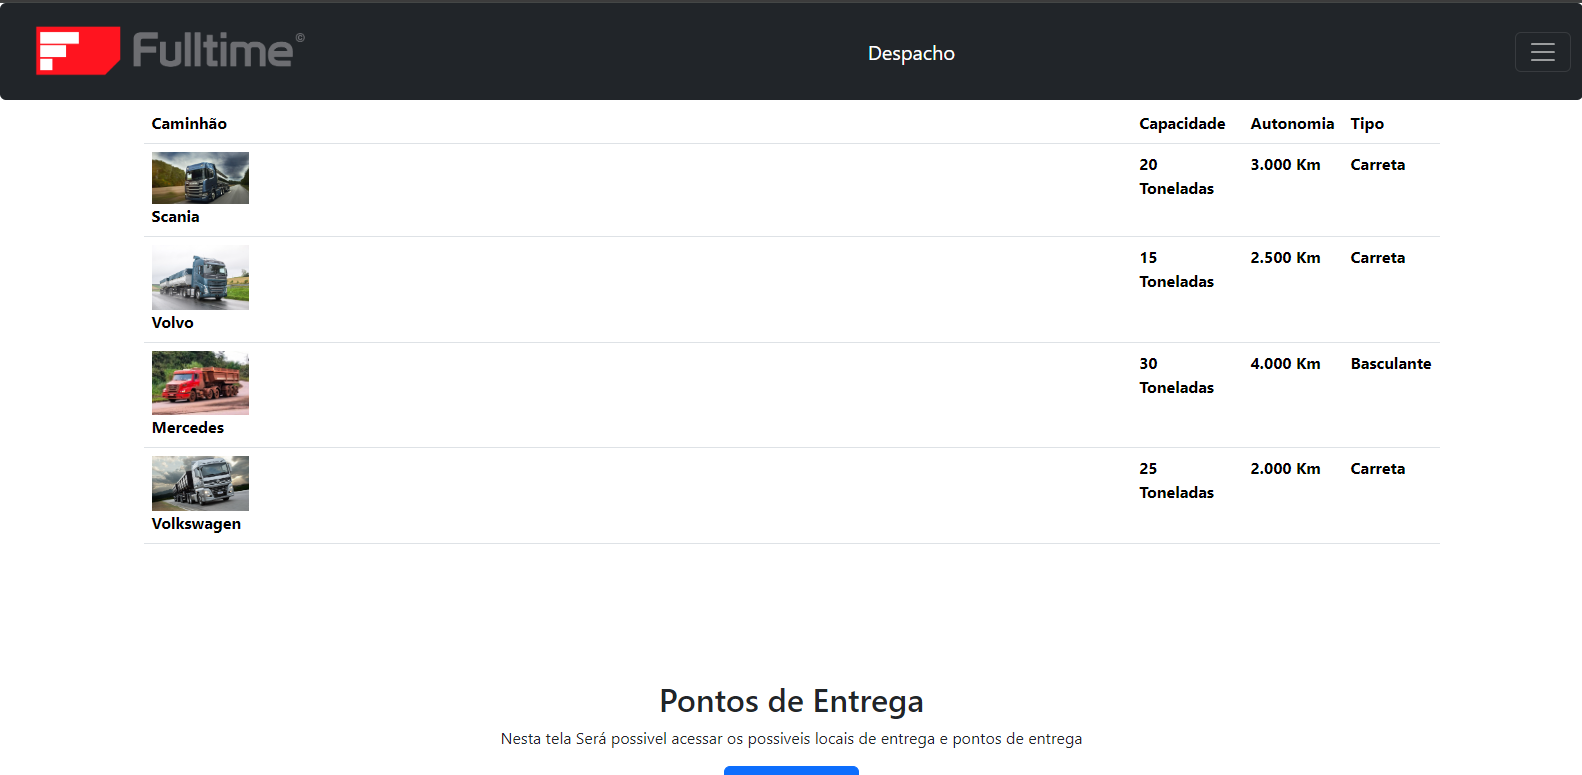 Fulltime©
Despacho
Caminhão Capacidade Autonomia Tipo
20 3.000 Km Carreta
Toneladas
Scania
15 2.500 Km Carreta
Toneladas
Volvo
30 4.000 Km Basculante
Toneladas
Mercedes
25 2.000 Km Carreta
Toneladas
Volkswagen
Pontos de Entrega
Nesta tela Será possivel acessar os possiveis locais de entrega e pontos de entrega